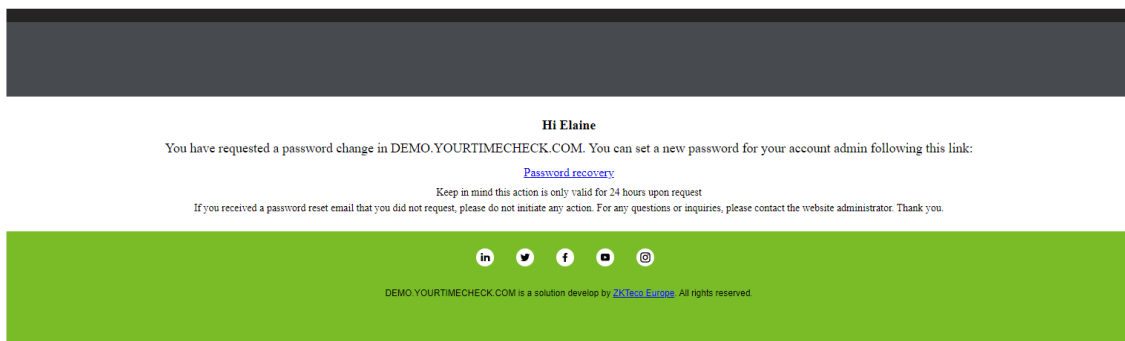 Hi Elaine
You have requested a password change in DEMO.YOURTIMECHECK.COM. You can set a new password for your account admin following this link:
Password recovery
Keep in mind this action is only valid for 24 hours upon request
If you received a password reset email that you did not request, please do not initiate any action. For any questions or inquiries, please contact the website administrator. Thank you.
DEMO.YOURTIMECHECK.COM is a solution develop by ZKTeco Europe. All rights reserved.